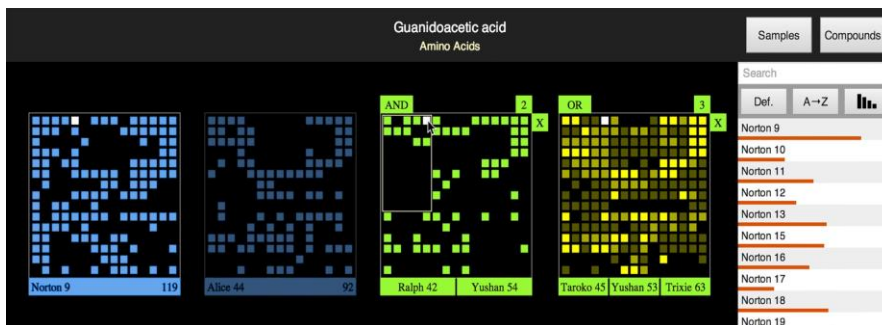 Guanidoacetic acid
Amino Acids
Samples
Compounds
Search
Def.
A→Z
AND
2
X
OR
3
X
Norton 9
Norton 10
Norton 11
Norton 12
Norton 13
Norton 15
Norton 16
Norton 17
Norton 18
Norton 19
Norton 9 119
Alice 44 92
Ralph 42 Yushan 54
Taroko 45 Yushan 53 Trixie 63